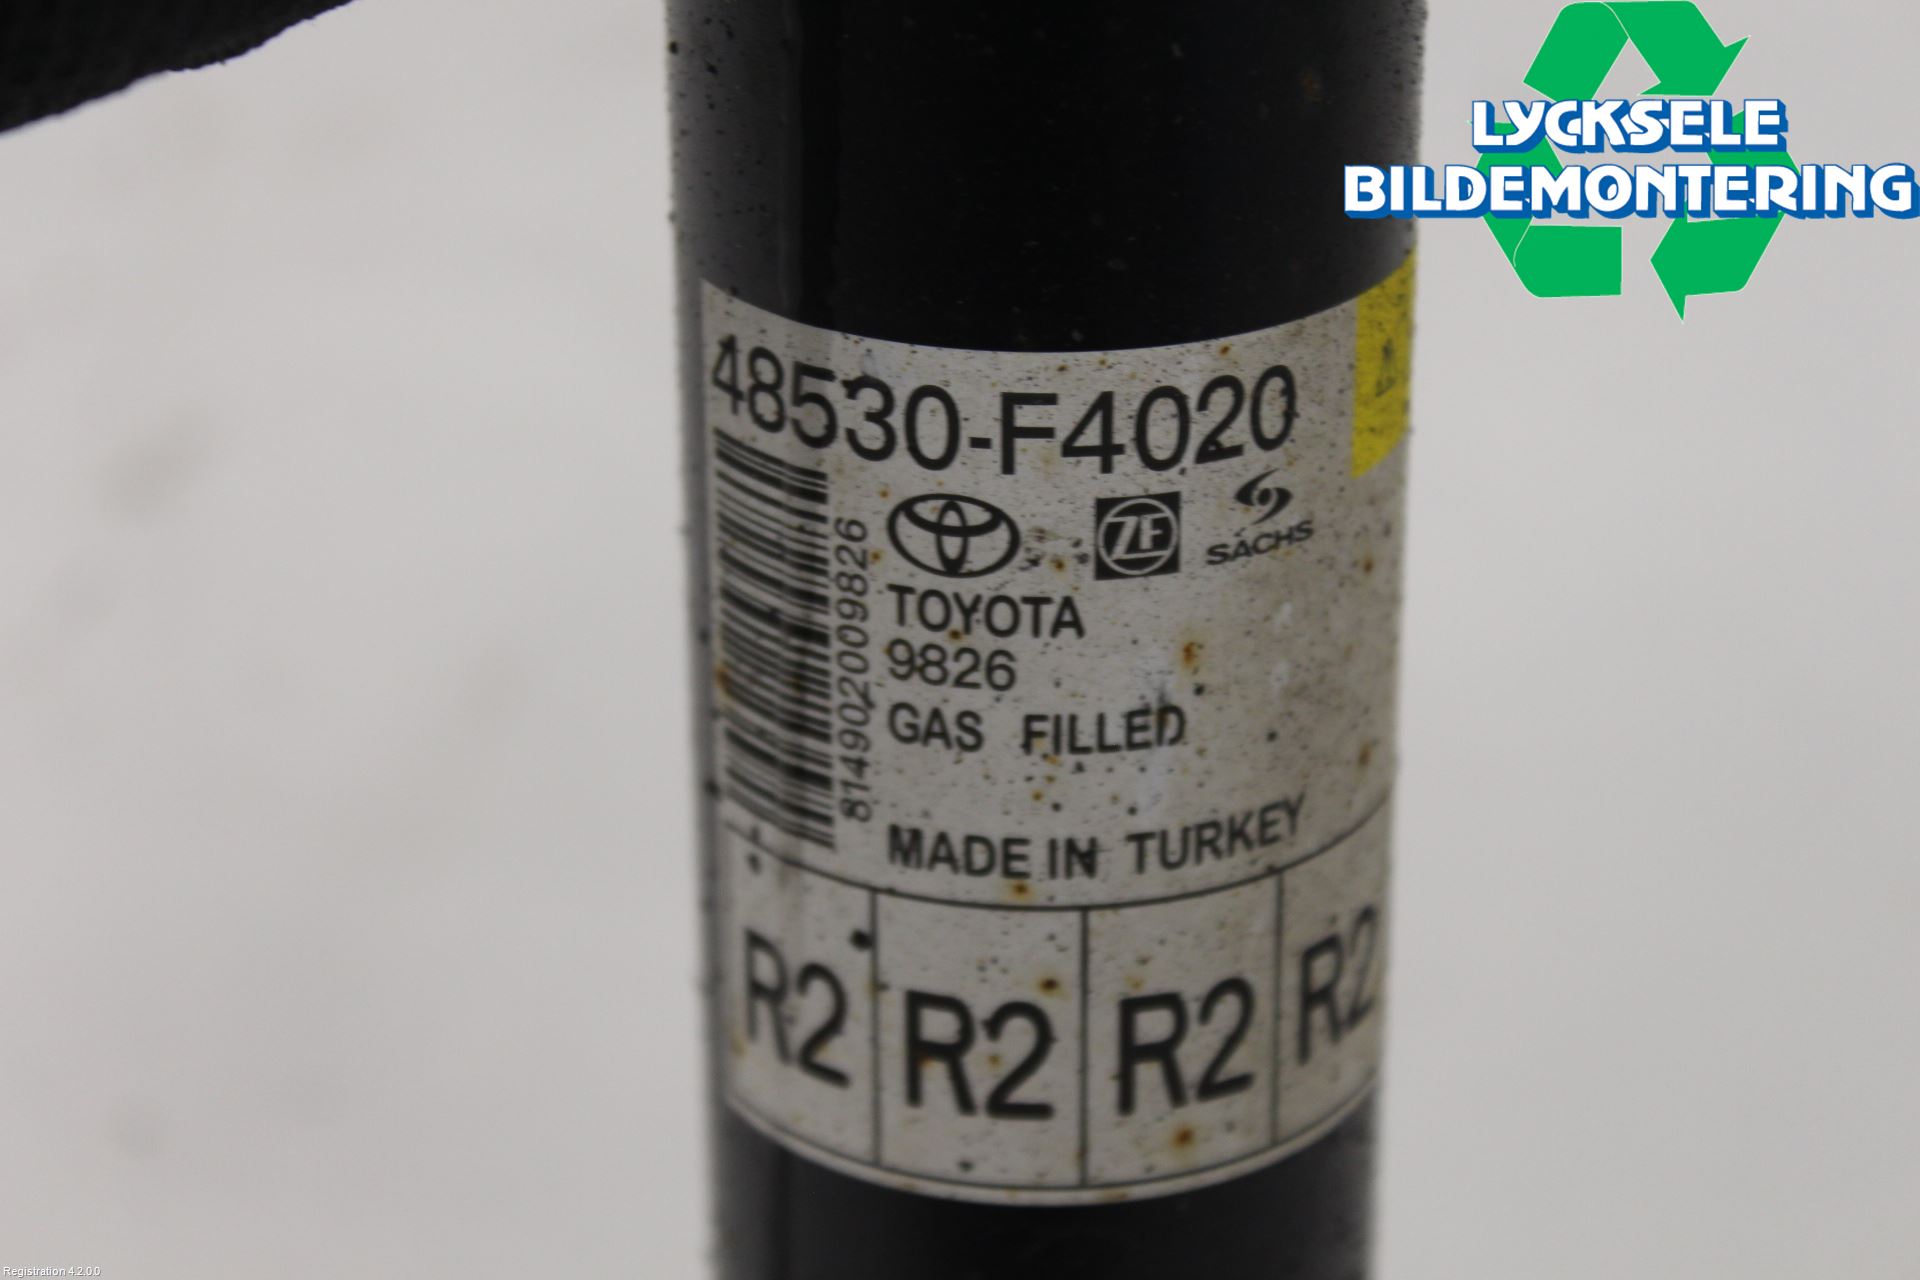 LYCKSELE
BILDEMONTERING
48530-F4020
814902009826
ZF
SACHS
TOYOTA
9826
GAS FILLED
MADE IN TURKEY
R2 R2 R2 R2
Registration 4.2.0.0